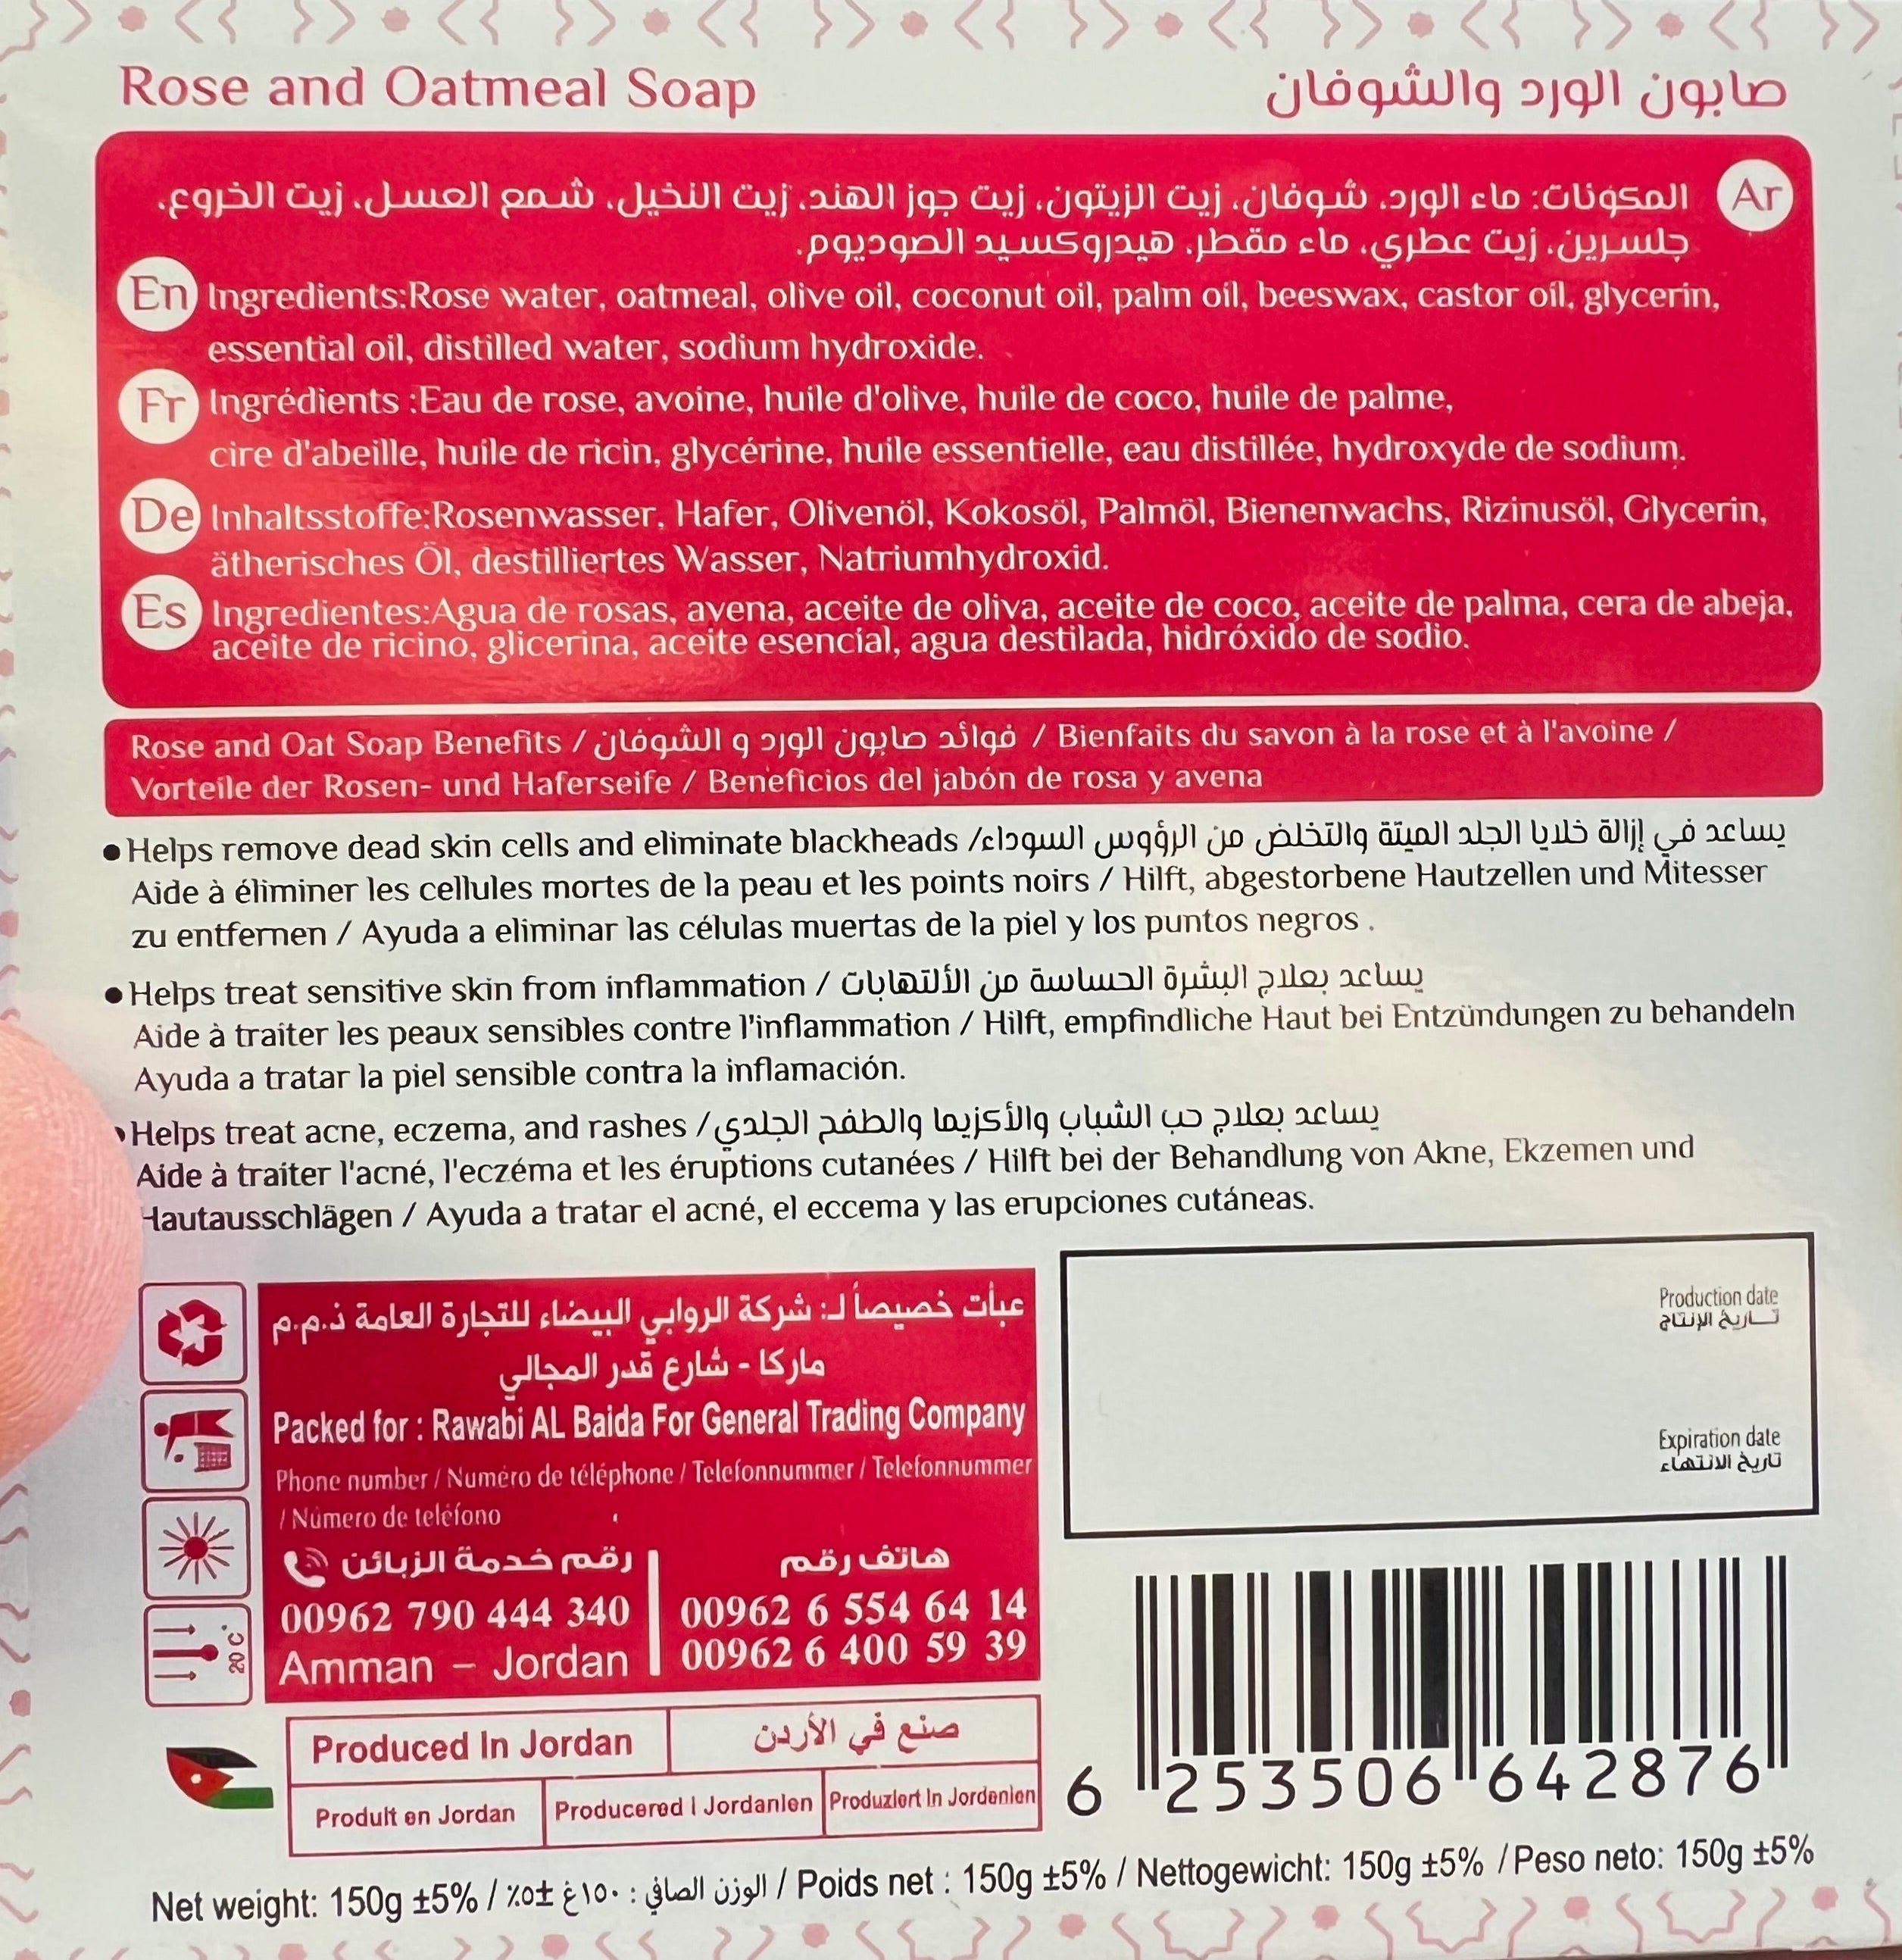 Rose and Oatmeal Soap
صابون الورد والشوفان
Ar
المكونات: ماء الورد، شوفان، زيت الزيتون، زيت جوز الهند، زيت النخيل، شمع العسل، زيت الخروع،
جلسرين، زيت عطري، ماء مقطر، هيدروكسيد الصوديوم.
En
Ingredients:Rose water, oatmeal, olive oil, coconut oil, palm oil, beeswax, castor oil, glycerin,
essential oil, distilled water, sodium hydroxide.
Fr
Ingrédients :Eau de rose, avoine, huile d'olive, huile de coco, huile de palme,
cire d'abeille, huile de ricin, glycérine, huile essentielle, eau distillée, hydroxyde de sodium.
De
Inhaltsstoffe:Rosenwasser, Hafer, Olivenöl, Kokosöl, Palmöl, Bienenwachs, Rizinusöl, Glycerin,
ätherisches Öl, destilliertes Wasser, Natriumhydroxid.
Es
Ingredientes:Agua de rosas, avena, aceite de oliva, aceite de coco, aceite de palma, cera de abeja,
aceite de ricino, glicerina, aceite esencial, agua destilada, hidróxido de sodio.
Rose and Oat Soap Benefits / فوائد صابون الورد و الشوفان / Bienfaits du savon à la rose et à l'avoine /
Vorteile der Rosen- und Haferseife / Beneficios del jabón de rosa y avena
• Helps remove dead skin cells and eliminate blackheads / يساعد في إزالة خلايا الجلد الميتة والتخلص من الرؤوس السوداء
Aide à éliminer les cellules mortes de la peau et les points noirs / Hilft, abgestorbene Hautzellen und Mitesser
zu entfernen / Ayuda a eliminar las células muertas de la piel y los puntos negros .
• Helps treat sensitive skin from inflammation / يساعد بعلاج البشرة الحساسة من الألتهابات
Aide à traiter les peaux sensibles contre l'inflammation / Hilft, empfindliche Haut bei Entzündungen zu behandeln
Ayuda a tratar la piel sensible contra la inflamación.
• Helps treat acne, eczema, and rashes / يساعد بعلاج حب الشباب والأكزيما والطفح الجلدي
Aide à traiter l'acné, l'eczéma et les éruptions cutanées / Hilft bei der Behandlung von Akne, Ekzemen und
Hautausschlägen / Ayuda a tratar el acné, el eccema y las erupciones cutáneas.
عبأت خصيصاً لـ: شركة الروابي البيضاء للتجارة العامة ذ.م.م
ماركا - شارع قدر المجالي
Packed for : Rawabi AL Baida For General Trading Company
Phone number / Numéro de téléphone / Telefonnummer / Telefonnummer
/ Número de teléfono
رقم خدمة الزبائن
00962 790 444 340
Amman – Jordan
هاتف رقم
00962 6 554 64 14
00962 6 400 59 39
20 C°
Production date
تاريخ الإنتاج
Expiration date
تاريخ الانتهاء
Produced In Jordan
صنع في الأردن
Produit en Jordan
Producered I Jordanien
Produziert In Jordanien
6 253506 642876
Net weight: 150g ±5% / الوزن الصافي : ١٥٠غ ±٥٪ / Poids net : 150g ±5% / Nettogewicht: 150g ±5% / Peso neto: 150g ±5%